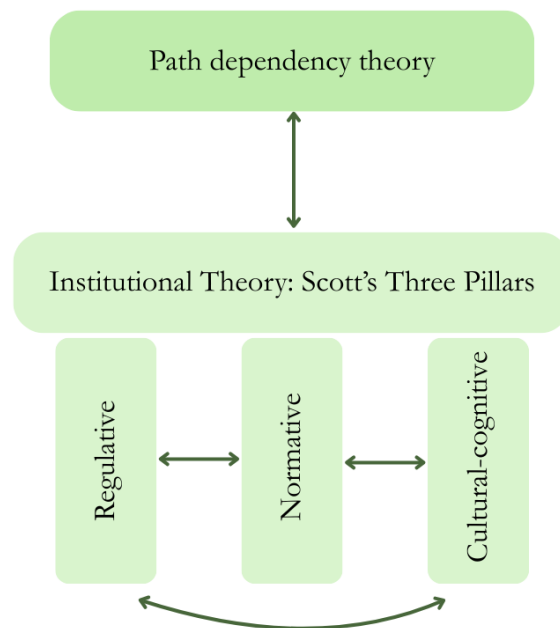 Path dependency theory
Institutional Theory: Scott’s Three Pillars
Regulative
Normative
Cultural-cognitive